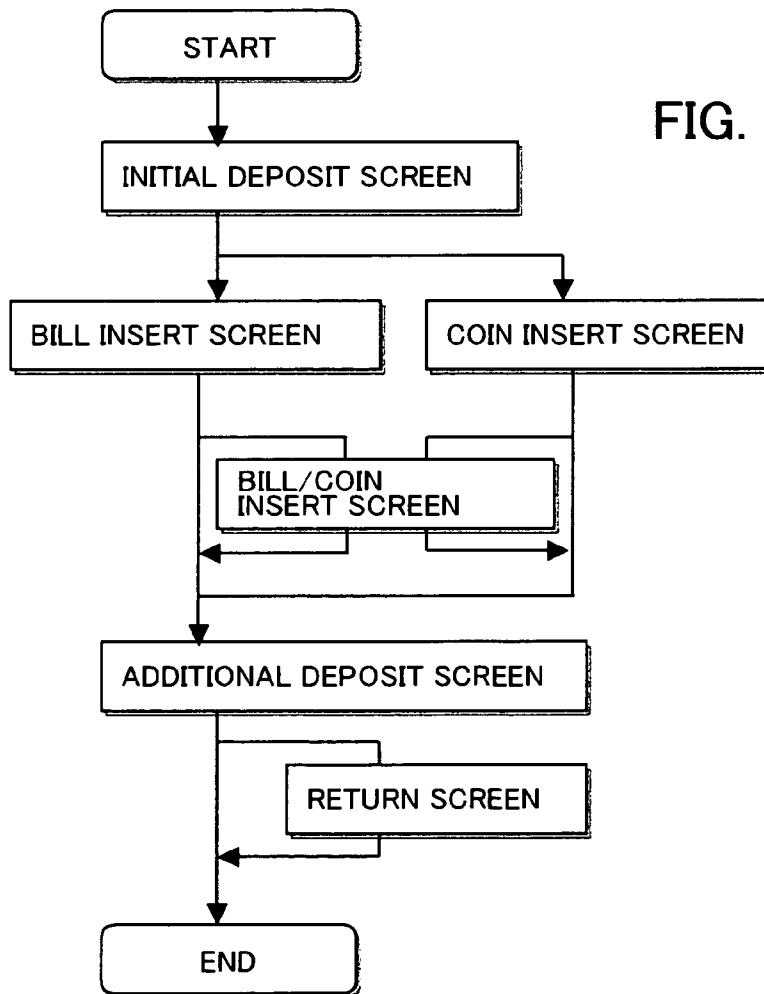 START
FIG.
INITIAL DEPOSIT SCREEN
BILL INSERT SCREEN
COIN INSERT SCREEN
BILL/COIN
INSERT SCREEN
ADDITIONAL DEPOSIT SCREEN
RETURN SCREEN
END